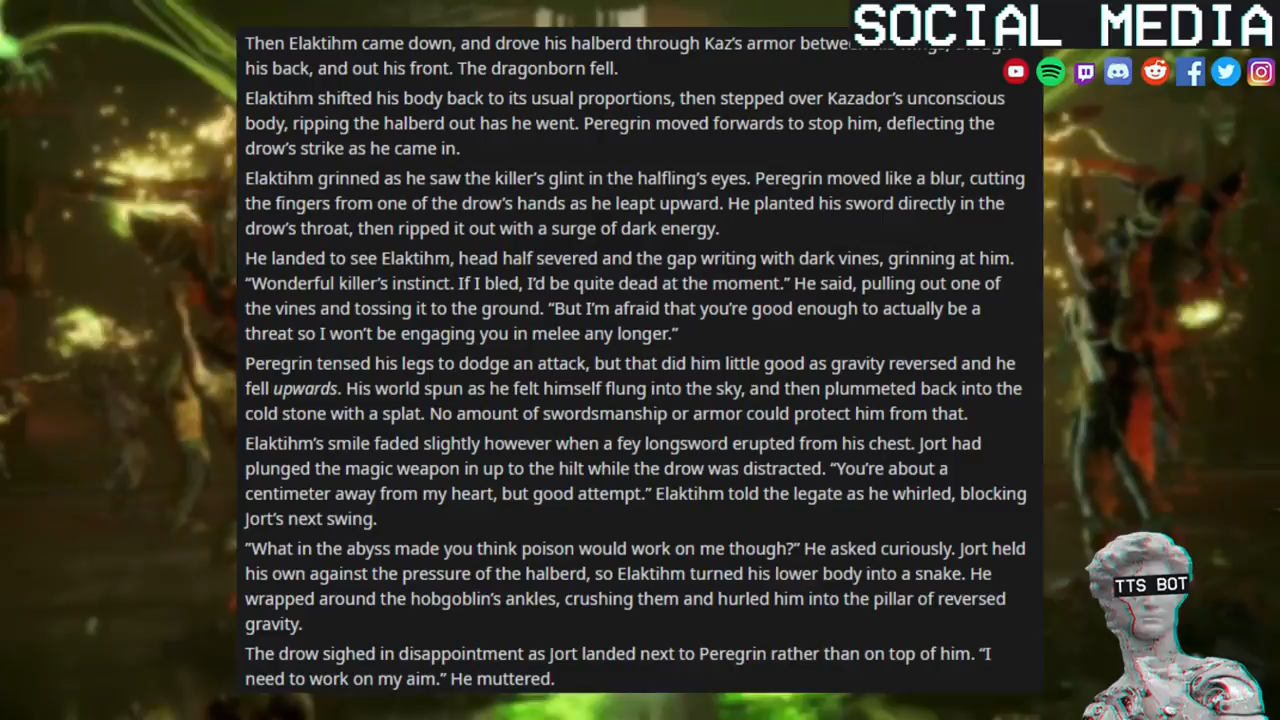 SOCIAL MEDIA
Then Elaktihm came down, and drove his halberd through Kaz’s armor between his wings, though
his back, and out his front. The dragonborn fell.
Elaktihm shifted his body back to its usual proportions, then stepped over Kazador’s unconscious
body, ripping the halberd out has he went. Peregrin moved forwards to stop him, deflecting the
drow’s strike as he came in.
Elaktihm grinned as he saw the killer’s glint in the halfling’s eyes. Peregrin moved like a blur, cutting
the fingers from one of the drow’s hands as he leapt upward. He planted his sword directly in the
drow’s throat, then ripped it out with a surge of dark energy.
He landed to see Elaktihm, head half severed and the gap writing with dark vines, grinning at him.
“Wonderful killer’s instinct. If I bled, I’d be quite dead at the moment.” He said, pulling out one of
the vines and tossing it to the ground. “But I’m afraid that you’re good enough to actually be a
threat so I won’t be engaging you in melee any longer.”
Peregrin tensed his legs to dodge an attack, but that did him little good as gravity reversed and he
fell upwards. His world spun as he felt himself flung into the sky, and then plummeted back into the
cold stone with a splat. No amount of swordsmanship or armor could protect him from that.
Elaktihm’s smile faded slightly however when a fey longsword erupted from his chest. Jort had
plunged the magic weapon in up to the hilt while the drow was distracted. “You’re about a
centimeter away from my heart, but good attempt.” Elaktihm told the legate as he whirled, blocking
Jort’s next swing.
“What in the abyss made you think poison would work on me though?” He asked curiously. Jort held
his own against the pressure of the halberd, so Elaktihm turned his lower body into a snake. He
wrapped around the hobgoblin’s ankles, crushing them and hurled him into the pillar of reversed
gravity.
The drow sighed in disappointment as Jort landed next to Peregrin rather than on top of him. “I
need to work on my aim.” He muttered.
TTS BOT